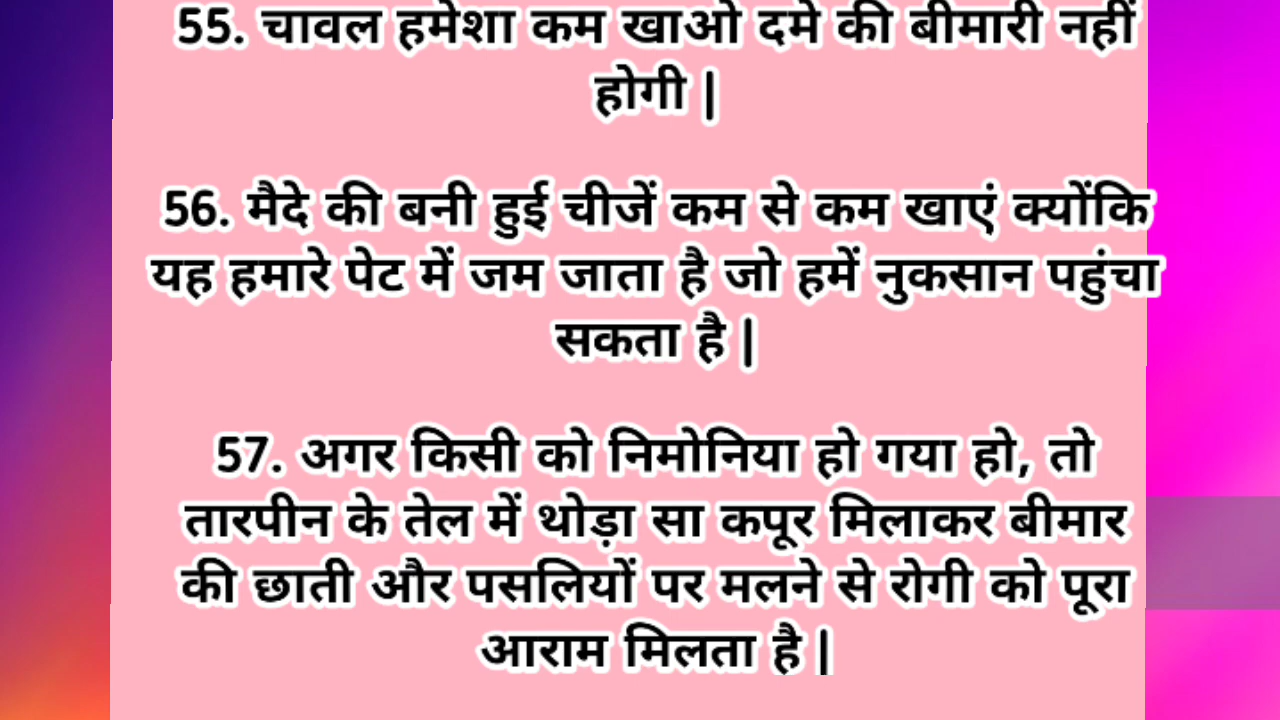 55. चावल हमेशा कम खाओ दमे की बीमारी नहीं
होगी |
56. मैदे की बनी हुई चीजें कम से कम खाएं क्योंकि
यह हमारे पेट में जम जाता है जो हमें नुकसान पहुंचा
सकता है |
57. अगर किसी को निमोनिया हो गया हो, तो
तारपीन के तेल में थोड़ा सा कपूर मिलाकर बीमार
की छाती और पसलियों पर मलने से रोगी को पूरा
आराम मिलता है |